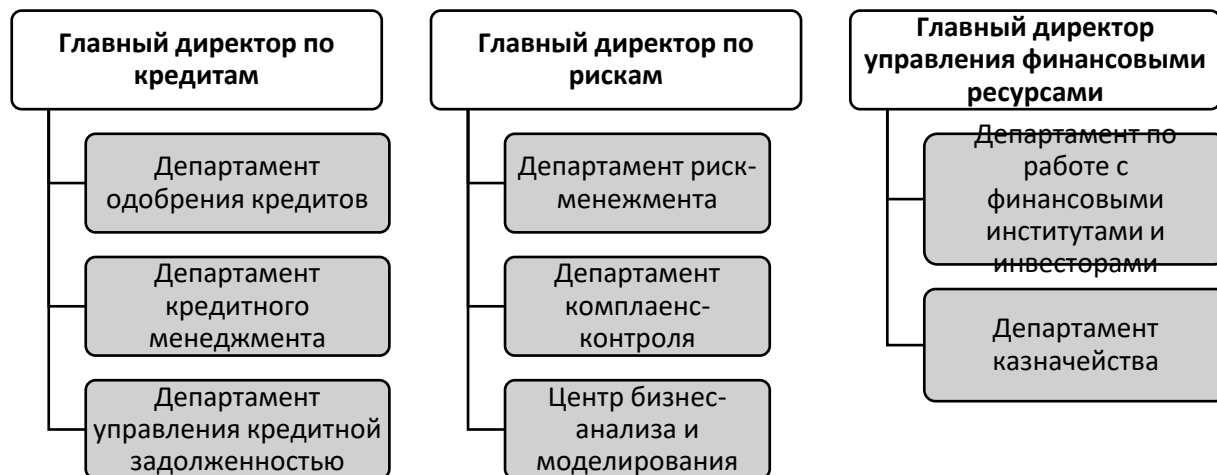 Главный директор по
кредитам
Департамент
одобрения кредитов
Департамент
кредитного
менеджмента
Департамент
управления кредитной
задолженностью
Главный директор по
рискам
Департамент риск-
менежмента
Департамент
комплаенс-
контроля
Центр бизнес-
анализа и
моделирования
Главный директор
управления финансовыми
ресурсами
Департамент по
работе с
финансовыми
институтами и
инвесторами
Департамент
казначейства